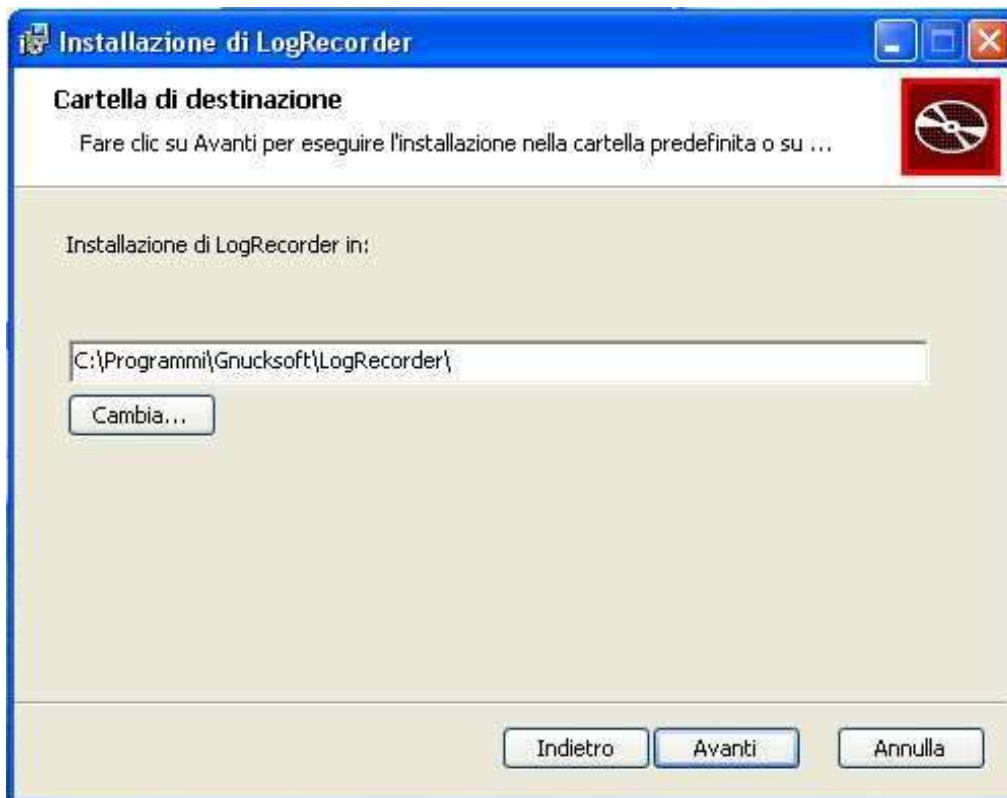 Installazione di LogRecorder
Cartella di destinazione
Fare clic su Avanti per eseguire l'installazione nella cartella predefinita o su ...
Installazione di LogRecorder in:
C:\Programmi\Gnucksoft\LogRecorder\
Cambia...
Indietro Avanti Annulla